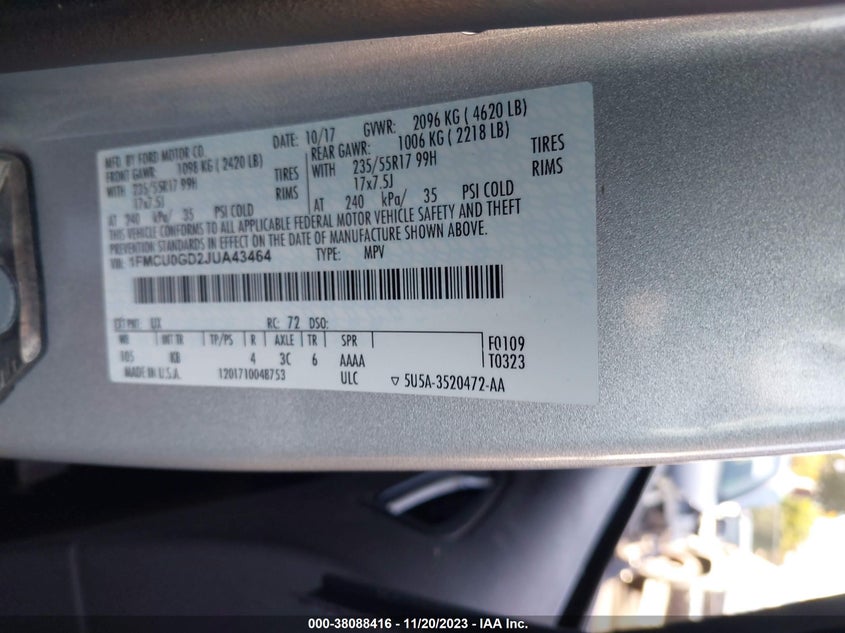 MFD. BY FORD MOTOR CO. DATE: 10/17 GVWR: 2096 KG ( 4620 LB)
FRONT GAWR: 1098 KG ( 2420 LB) REAR GAWR: 1006 KG ( 2218 LB)
WITH 235/55R17 99H TIRES WITH 235/55R17 99H TIRES
17x7.5J RIMS 17x7.5J RIMS
AT 240 kPa/ 35 PSI COLD AT 240 kPa/ 35 PSI COLD
THIS VEHICLE CONFORMS TO ALL APPLICABLE FEDERAL MOTOR VEHICLE SAFETY AND THEFT
PREVENTION STANDARDS IN EFFECT ON THE DATE OF MANUFACTURE SHOWN ABOVE.
VIN: 1FMCU0GD2JUA43464 TYPE: MPV
EXT PNT: UX RC: 72 DSO:
WB INT TR TP/PS R AXLE TR SPR F0109
105 KB 4 3C 6 AAAA T0323
MADE IN U.S.A. 1201710048753 ULC ▽ 5U5A-3520472-AA
000-38088416 - 11/20/2023 - IAA Inc.